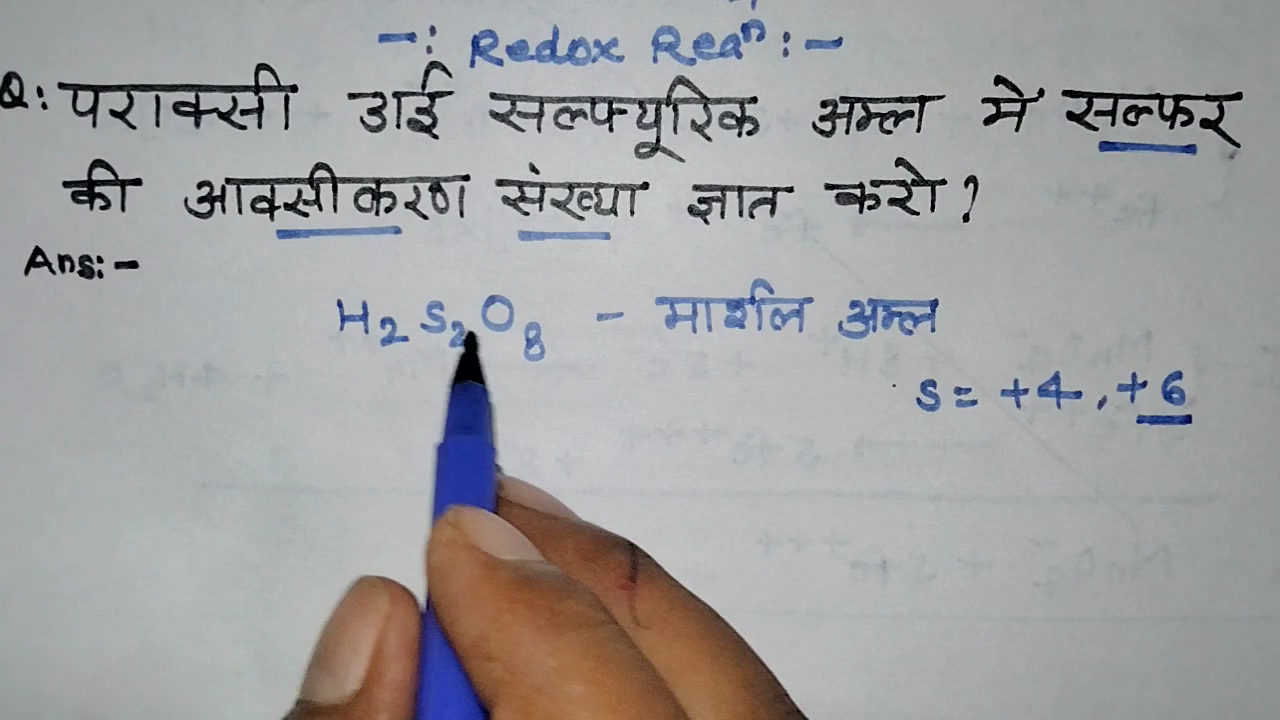 -: Redox Reaⁿ :-
Q: पराक्सी डाई सल्फ्यूरिक अम्ल मे सल्फर
की आक्सीकरण संख्या ज्ञात करो ?
Ans:-
H₂S₂O₈ - मार्शल अम्ल
S = +4, +6